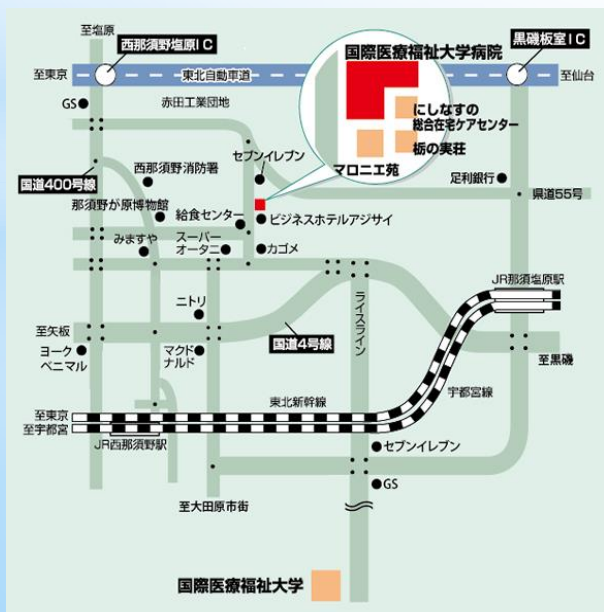 至塩原
西那須野塩原IC
国際医療福祉大学病院
黒磯板室IC
至東京
東北自動車道
至仙台
GS
赤田工業団地
にしなすの
総合在宅ケアセンター
栃の実荘
マロニエ苑
セブンイレブン
西那須野消防署
国道400号線
足利銀行
県道55号
那須野が原博物館
給食センター
ビジネスホテルアジサイ
みますや
スーパー
オータニ
カゴメ
JR那須塩原駅
ニトリ
ライスライン
至矢板
国道4号線
ヨーク
ベニマル
マクド
ナルド
至黒磯
宇都宮線
東北新幹線
至東京
至宇都宮
JR西那須野駅
セブンイレブン
GS
至大田原市街
国際医療福祉大学